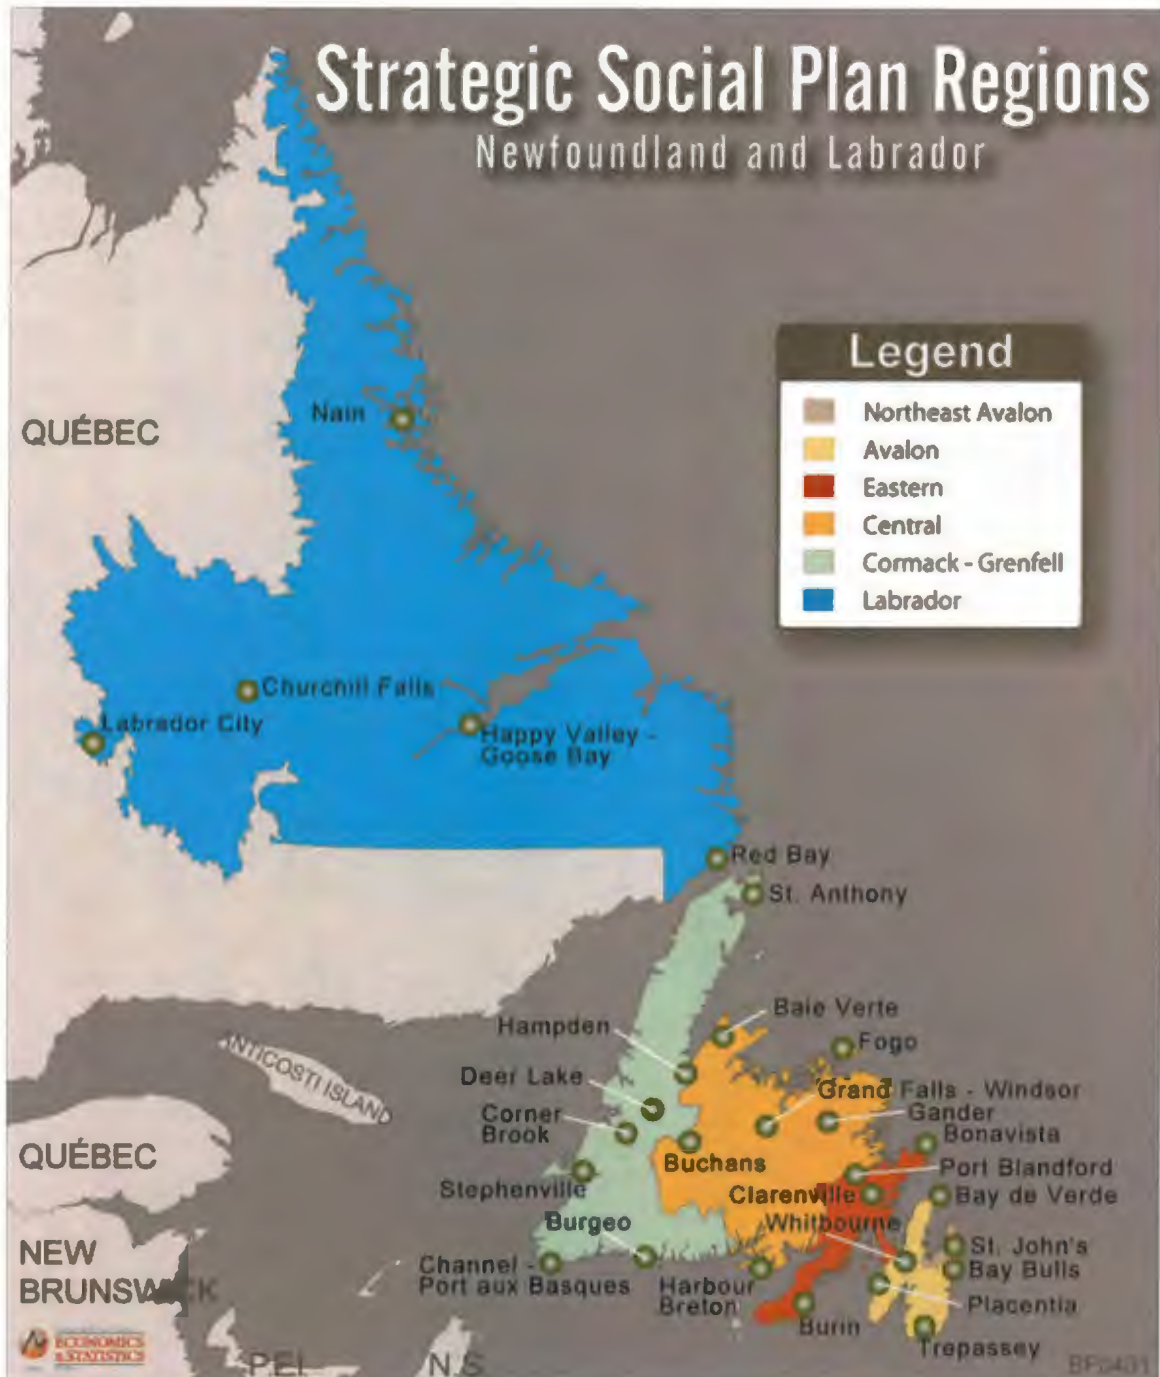 Strategic Social Plan Regions
Newfoundland and Labrador
Legend
Northeast Avalon
Avalon
Eastern
Central
Cormack - Grenfell
Labrador
QUÉBEC
Nain
Churchill Falls
Labrador City
Happy Valley -
Goose Bay
Red Bay
St. Anthony
Baie Verte
Hampden
Fogo
ANTICOSTI ISLAND
Deer Lake
Grand Falls - Windsor
Corner
Brook
Gander
Bonavista
QUÉBEC
Buchans
Port Blandford
Stephenville
Clarenville
Bay de Verde
Burgeo
Whitbourne
NEW
BRUNSWICK
St. John's
Channel -
Port aux Basques
Bay Bulls
Harbour
Breton
Placentia
Burin
Trepassey
ECONOMICS
& STATISTICS
P.E.I.
N.S